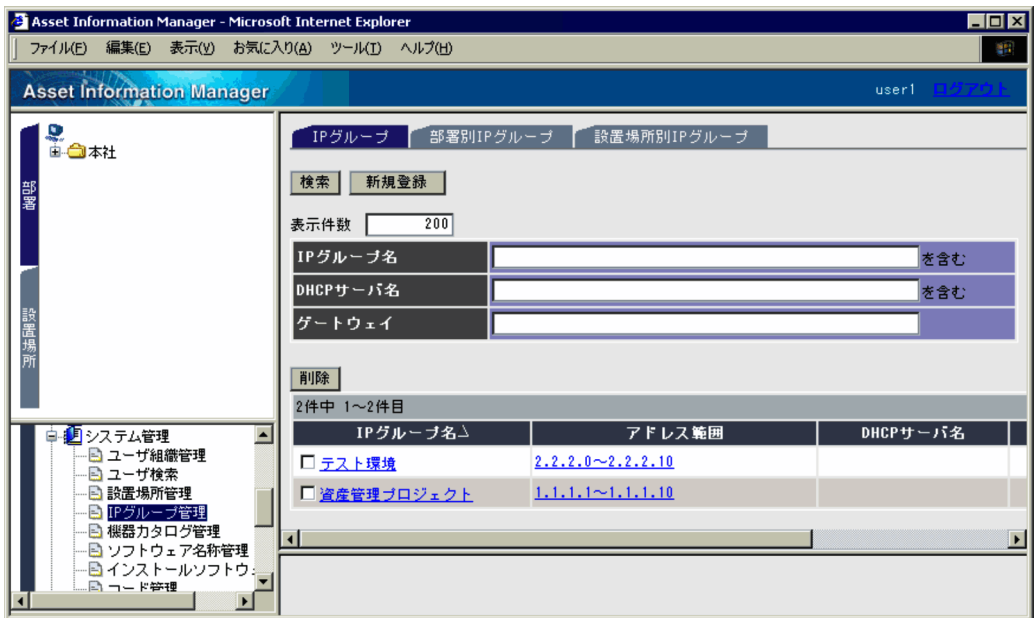 Asset Information Manager - Microsoft Internet Explorer
ファイル(F) 編集(E) 表示(V) お気に入り(A) ツール(T) ヘルプ(H)
Asset Information Manager
user1 ログアウト
部署
設置場所
本社
システム管理
ユーザ組織管理
ユーザ検索
設置場所管理
IPグループ管理
機器カタログ管理
ソフトウェア名称管理
インストールソフトウ
コード管理
IPグループ 部署別IPグループ 設置場所別IPグループ
検索 新規登録
表示件数 200
IPグループ名 を含む
DHCPサーバ名 を含む
ゲートウェイ
削除
2件中 1～2件目
IPグループ名△ アドレス範囲 DHCPサーバ名
テスト環境 2.2.2.0～2.2.2.10
資産管理プロジェクト 1.1.1.1～1.1.1.10